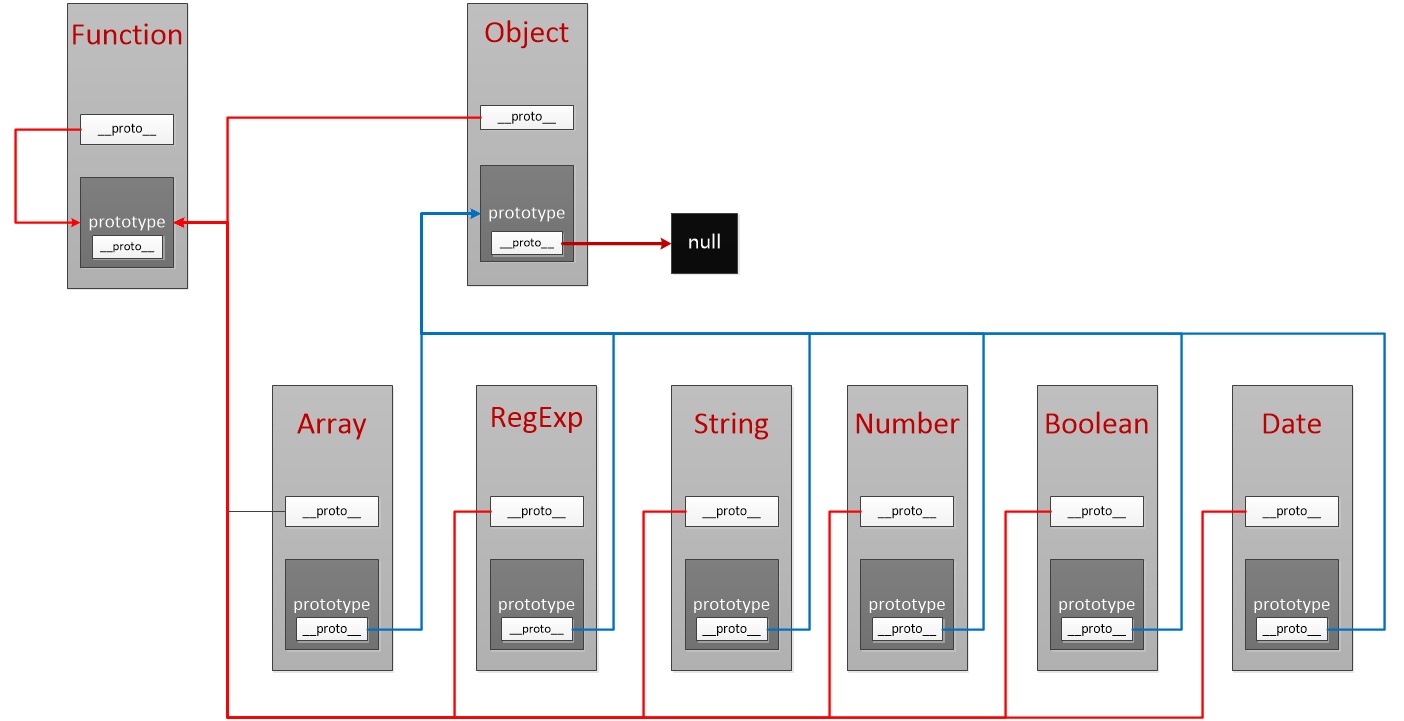 Function
__proto__
prototype
__proto__
Object
__proto__
prototype
__proto__
null
Array
__proto__
prototype
__proto__
RegExp
__proto__
prototype
__proto__
String
__proto__
prototype
__proto__
Number
__proto__
prototype
__proto__
Boolean
__proto__
prototype
__proto__
Date
__proto__
prototype
__proto__